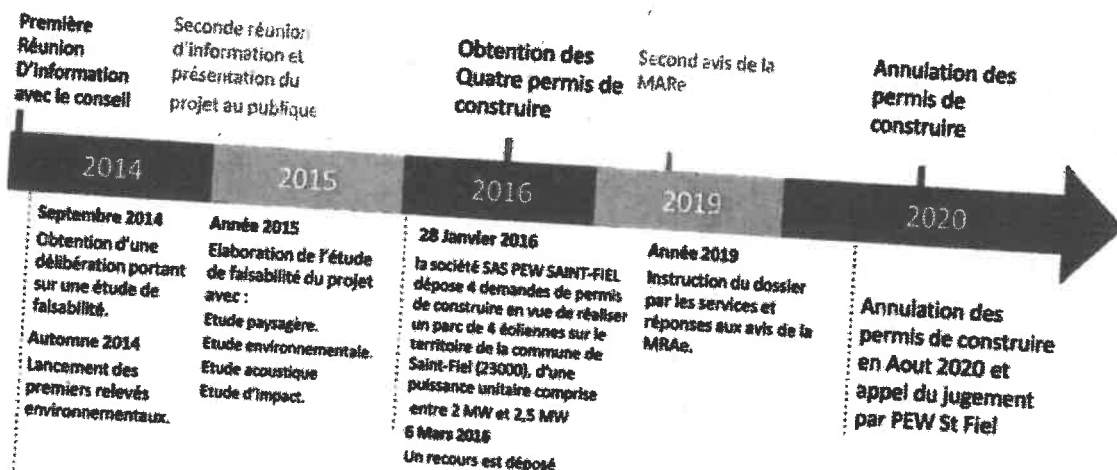 Première
Réunion
D'information
avec le conseil
Seconde réunion
d'information et
présentation du
projet au publique
Obtention des
Quatre permis de
construire
Second avis de la
MARe
Annulation des
permis de
construire
2014
2015
2016
2019
2020
Septembre 2014
Obtention d'une
délibération portant
sur une étude de
faisabilité.
Automne 2014
Lancement des
premiers relevés
environnementaux.
Année 2015
Elaboration de l'étude
de faisabilité du projet
avec :
Etude paysagère.
Etude environnementale.
Etude acoustique
Etude d'impact.
28 Janvier 2016
la société SAS PEW SAINT-FIEL
dépose 4 demandes de permis
de construire en vue de réaliser
un parc de 4 éoliennes sur le
territoire de la commune de
Saint-Fiel (23000), d'une
puissance unitaire comprise
entre 2 MW et 2,5 MW
6 Mars 2016
Un recours est déposé
Année 2019
Instruction du dossier
par les services et
réponses aux avis de la
MRAe.
Annulation des
permis de construire
en Aout 2020 et
appel du jugement
par PEW St Fiel